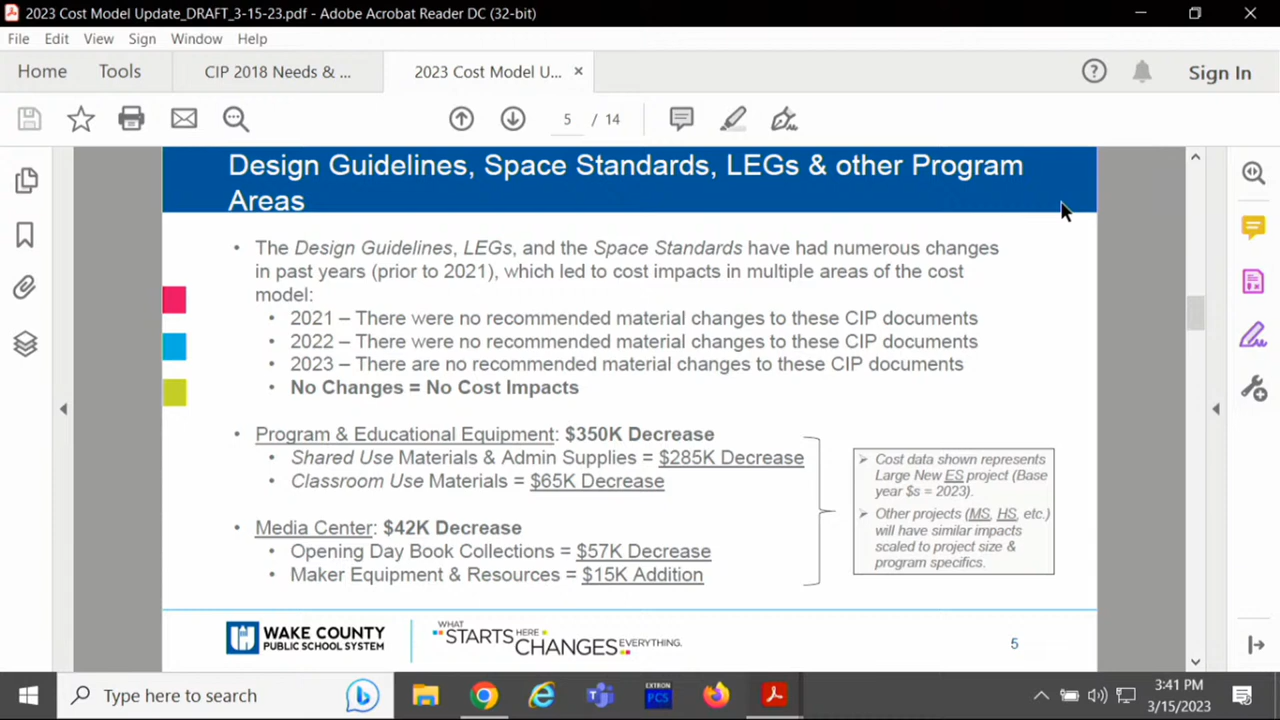 2023 Cost Model Update_DRAFT_3-15-23.pdf - Adobe Acrobat Reader DC (32-bit)
File Edit View Sign Window Help
Home Tools CIP 2018 Needs & ... 2023 Cost Model U... × Sign In
5 / 14
Design Guidelines, Space Standards, LEGs & other Program
Areas
• The Design Guidelines, LEGs, and the Space Standards have had numerous changes
in past years (prior to 2021), which led to cost impacts in multiple areas of the cost
model:
• 2021 – There were no recommended material changes to these CIP documents
• 2022 – There were no recommended material changes to these CIP documents
• 2023 – There are no recommended material changes to these CIP documents
• No Changes = No Cost Impacts
• Program & Educational Equipment: $350K Decrease
• Shared Use Materials & Admin Supplies = $285K Decrease
• Classroom Use Materials = $65K Decrease
• Media Center: $42K Decrease
• Opening Day Book Collections = $57K Decrease
• Maker Equipment & Resources = $15K Addition
➢ Cost data shown represents
Large New ES project (Base
year $s = 2023).
➢ Other projects (MS, HS, etc.)
will have similar impacts
scaled to project size &
program specifics.
WAKE COUNTY
PUBLIC SCHOOL SYSTEM
WHAT
STARTS HERE
CHANGES EVERYTHING.
5
Type here to search
EXTRON
PCS
3:41 PM
3/15/2023